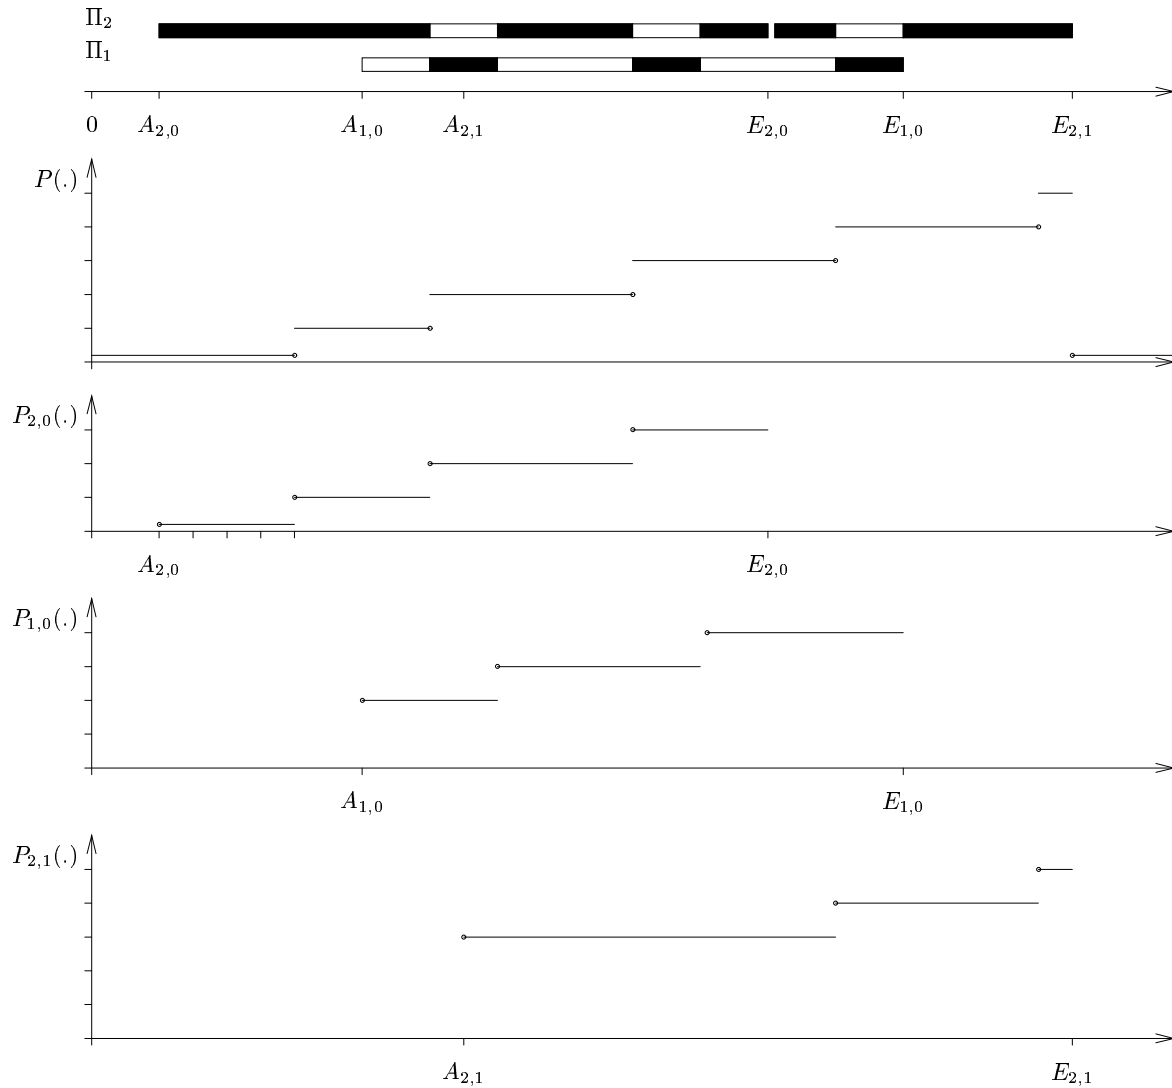 Π₂
Π₁
0 A₂,₀ A₁,₀ A₂,₁ E₂,₀ E₁,₀ E₂,₁
P(.)
P₂,₀(.)
A₂,₀ E₂,₀
P₁,₀(.)
A₁,₀ E₁,₀
P₂,₁(.)
A₂,₁ E₂,₁